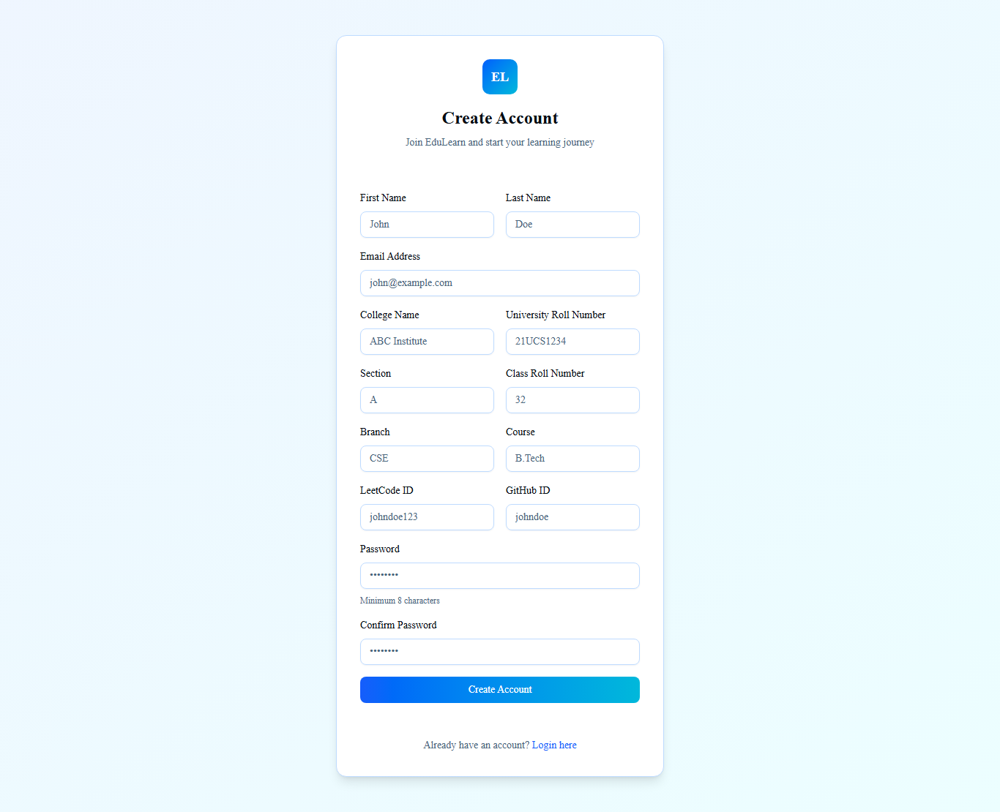 EL
Create Account
Join EduLearn and start your learning journey
First Name Last Name
John Doe
Email Address
john@example.com
College Name University Roll Number
ABC Institute 21UCS1234
Section Class Roll Number
A 32
Branch Course
CSE B.Tech
LeetCode ID GitHub ID
johndoe123 johndoe
Password
••••••••
Minimum 8 characters
Confirm Password
••••••••
Create Account
Already have an account? Login here